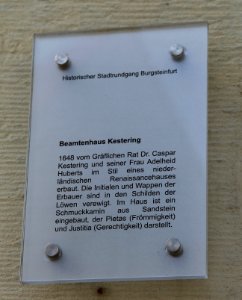 Historischer Stadtrundgang Burgsteinfurt
Beamtenhaus Kestering
1648 vom Gräflichen Rat Dr. Caspar
Kestering und seiner Frau Adelheid
Huberts im Stil eines nieder-
ländischen Renaissancehauses
erbaut. Die Initialen und Wappen der
Erbauer sind in den Schilden der
Löwen verewigt. Im Haus ist ein
Schmuckkamin aus Sandstein
eingebaut, der Pietas (Frömmigkeit)
und Justitia (Gerechtigkeit) darstellt.